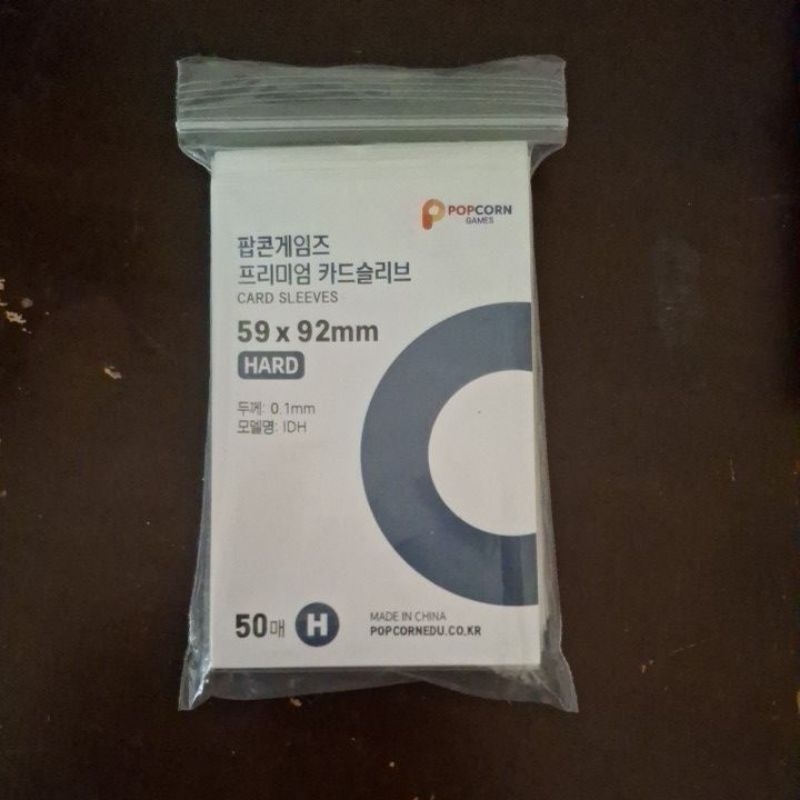 POPCORN
GAMES
팝콘게임즈
프리미엄 카드슬리브
CARD SLEEVES
59 x 92mm
HARD
두께: 0.1mm
모델명: IDH
50매 H
MADE IN CHINA
POPCORNEDU.CO.KR